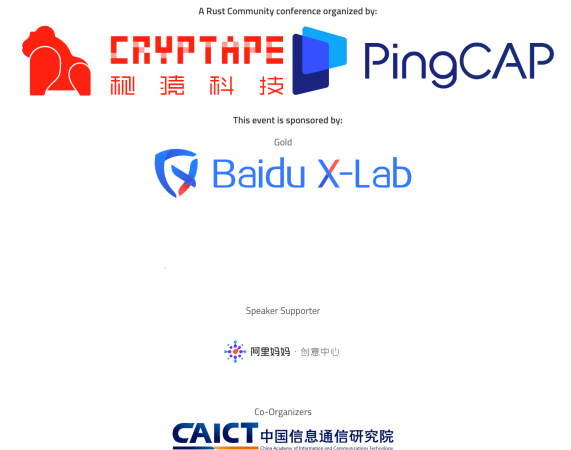 A Rust Community conference organized by:
CRYPTAPE
秘猿科技
PingCAP
This event is sponsored by:
Gold
Baidu X-Lab
Speaker Supporter
阿里妈妈 · 创意中心
Co-Organizers
CAICT 中国信息通信研究院
China Academy of Information and Communications Technology